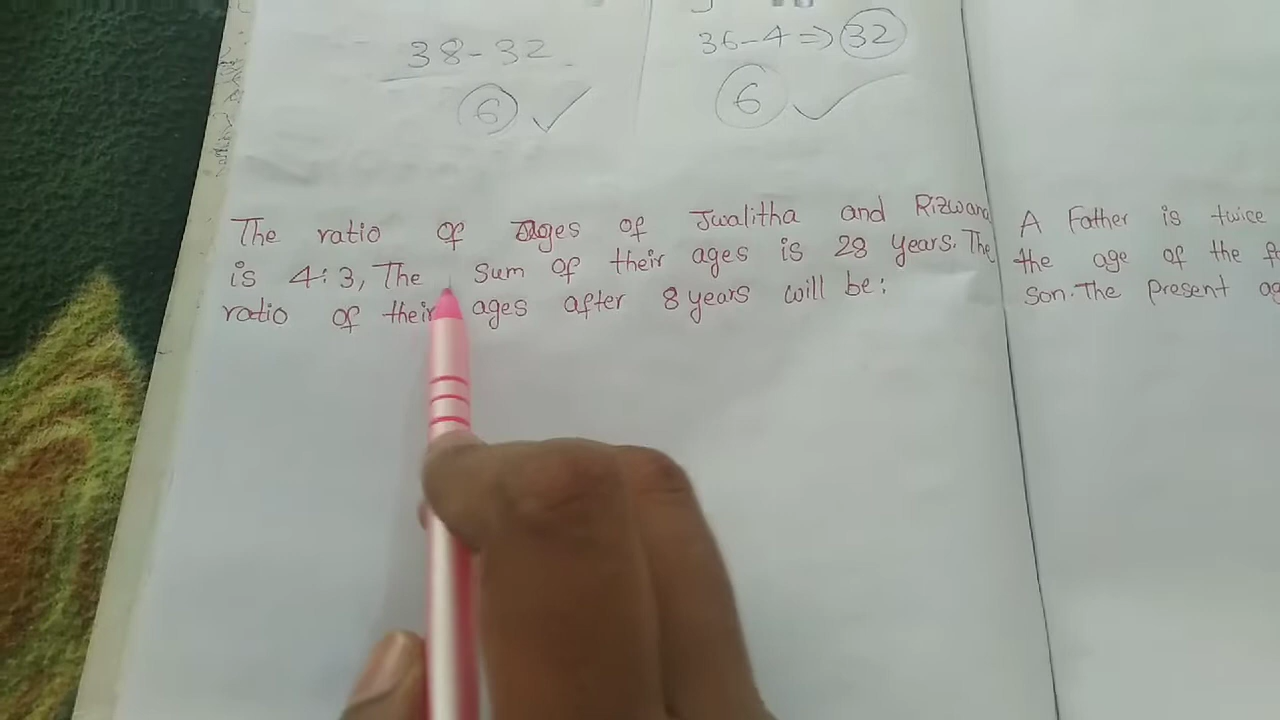 38-32
6
36-4 => 32
6
The ratio of Ages of Jwalitha and Rizwana
is 4:3, The sum of their ages is 28 years. The
ratio of their ages after 8 years will be:
A Father is twice
the age of the
son. The present